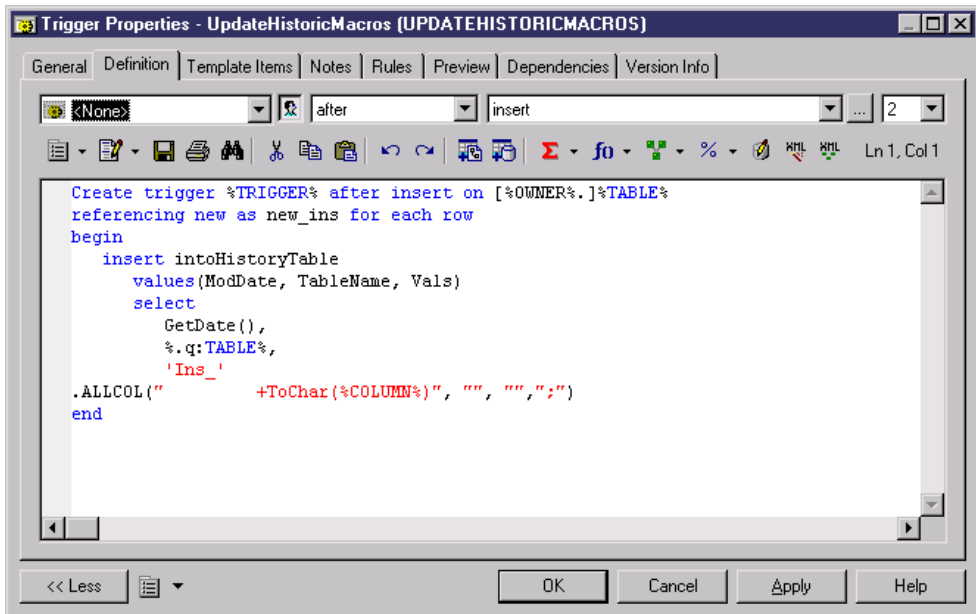 Trigger Properties - UpdateHistoricMacros (UPDATEHISTORICMACROS)
General Definition Template Items Notes Rules Preview Dependencies Version Info
<None> after insert ... 2
Ln 1, Col 1
Create trigger %TRIGGER% after insert on [%OWNER%.]%TABLE%
referencing new as new_ins for each row
begin
insert intoHistoryTable
values(ModDate, TableName, Vals)
select
GetDate(),
%.q:TABLE%,
'Ins_'
.ALLCOL("          +ToChar(%COLUMN%)", "", "",";")
end
<< Less OK Cancel Apply Help